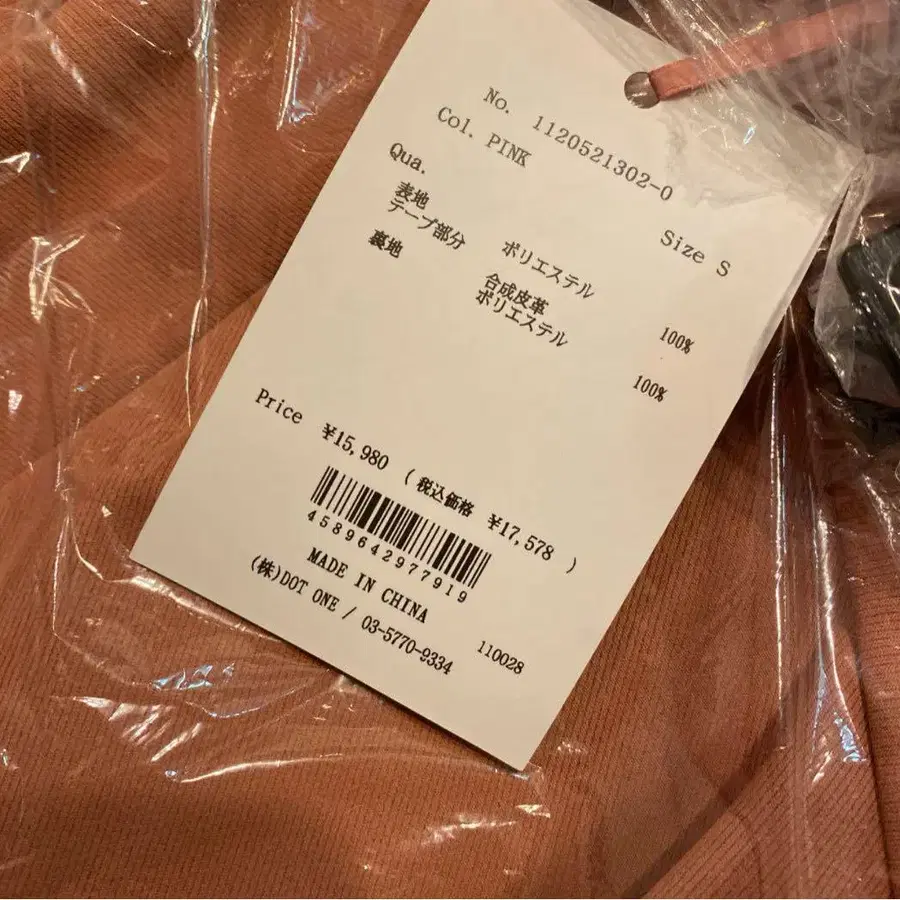 No. 1120521302-0
Col. PINK Size S
Qua.
表地 ポリエステル 100%
テープ部分 合成皮革
裏地 ポリエステル 100%
Price ¥15,980 ( 税込価格 ¥17,578 )
4589642977919
MADE IN CHINA
(株)DOT ONE / 03-5770-9334
110028